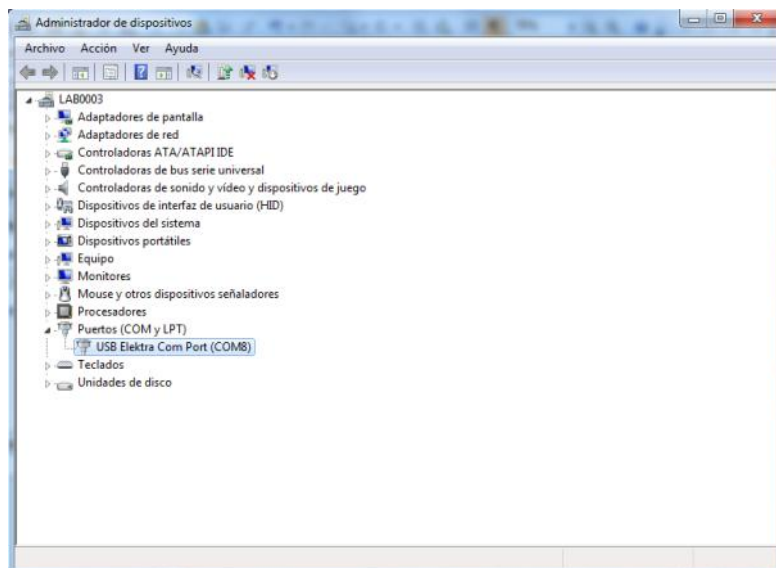 Administrador de dispositivos
Archivo Acción Ver Ayuda
LAB0003
Adaptadores de pantalla
Adaptadores de red
Controladoras ATA/ATAPI IDE
Controladoras de bus serie universal
Controladoras de sonido y vídeo y dispositivos de juego
Dispositivos de interfaz de usuario (HID)
Dispositivos del sistema
Dispositivos portátiles
Equipo
Monitores
Mouse y otros dispositivos señaladores
Procesadores
Puertos (COM y LPT)
USB Elektra Com Port (COM8)
Teclados
Unidades de disco